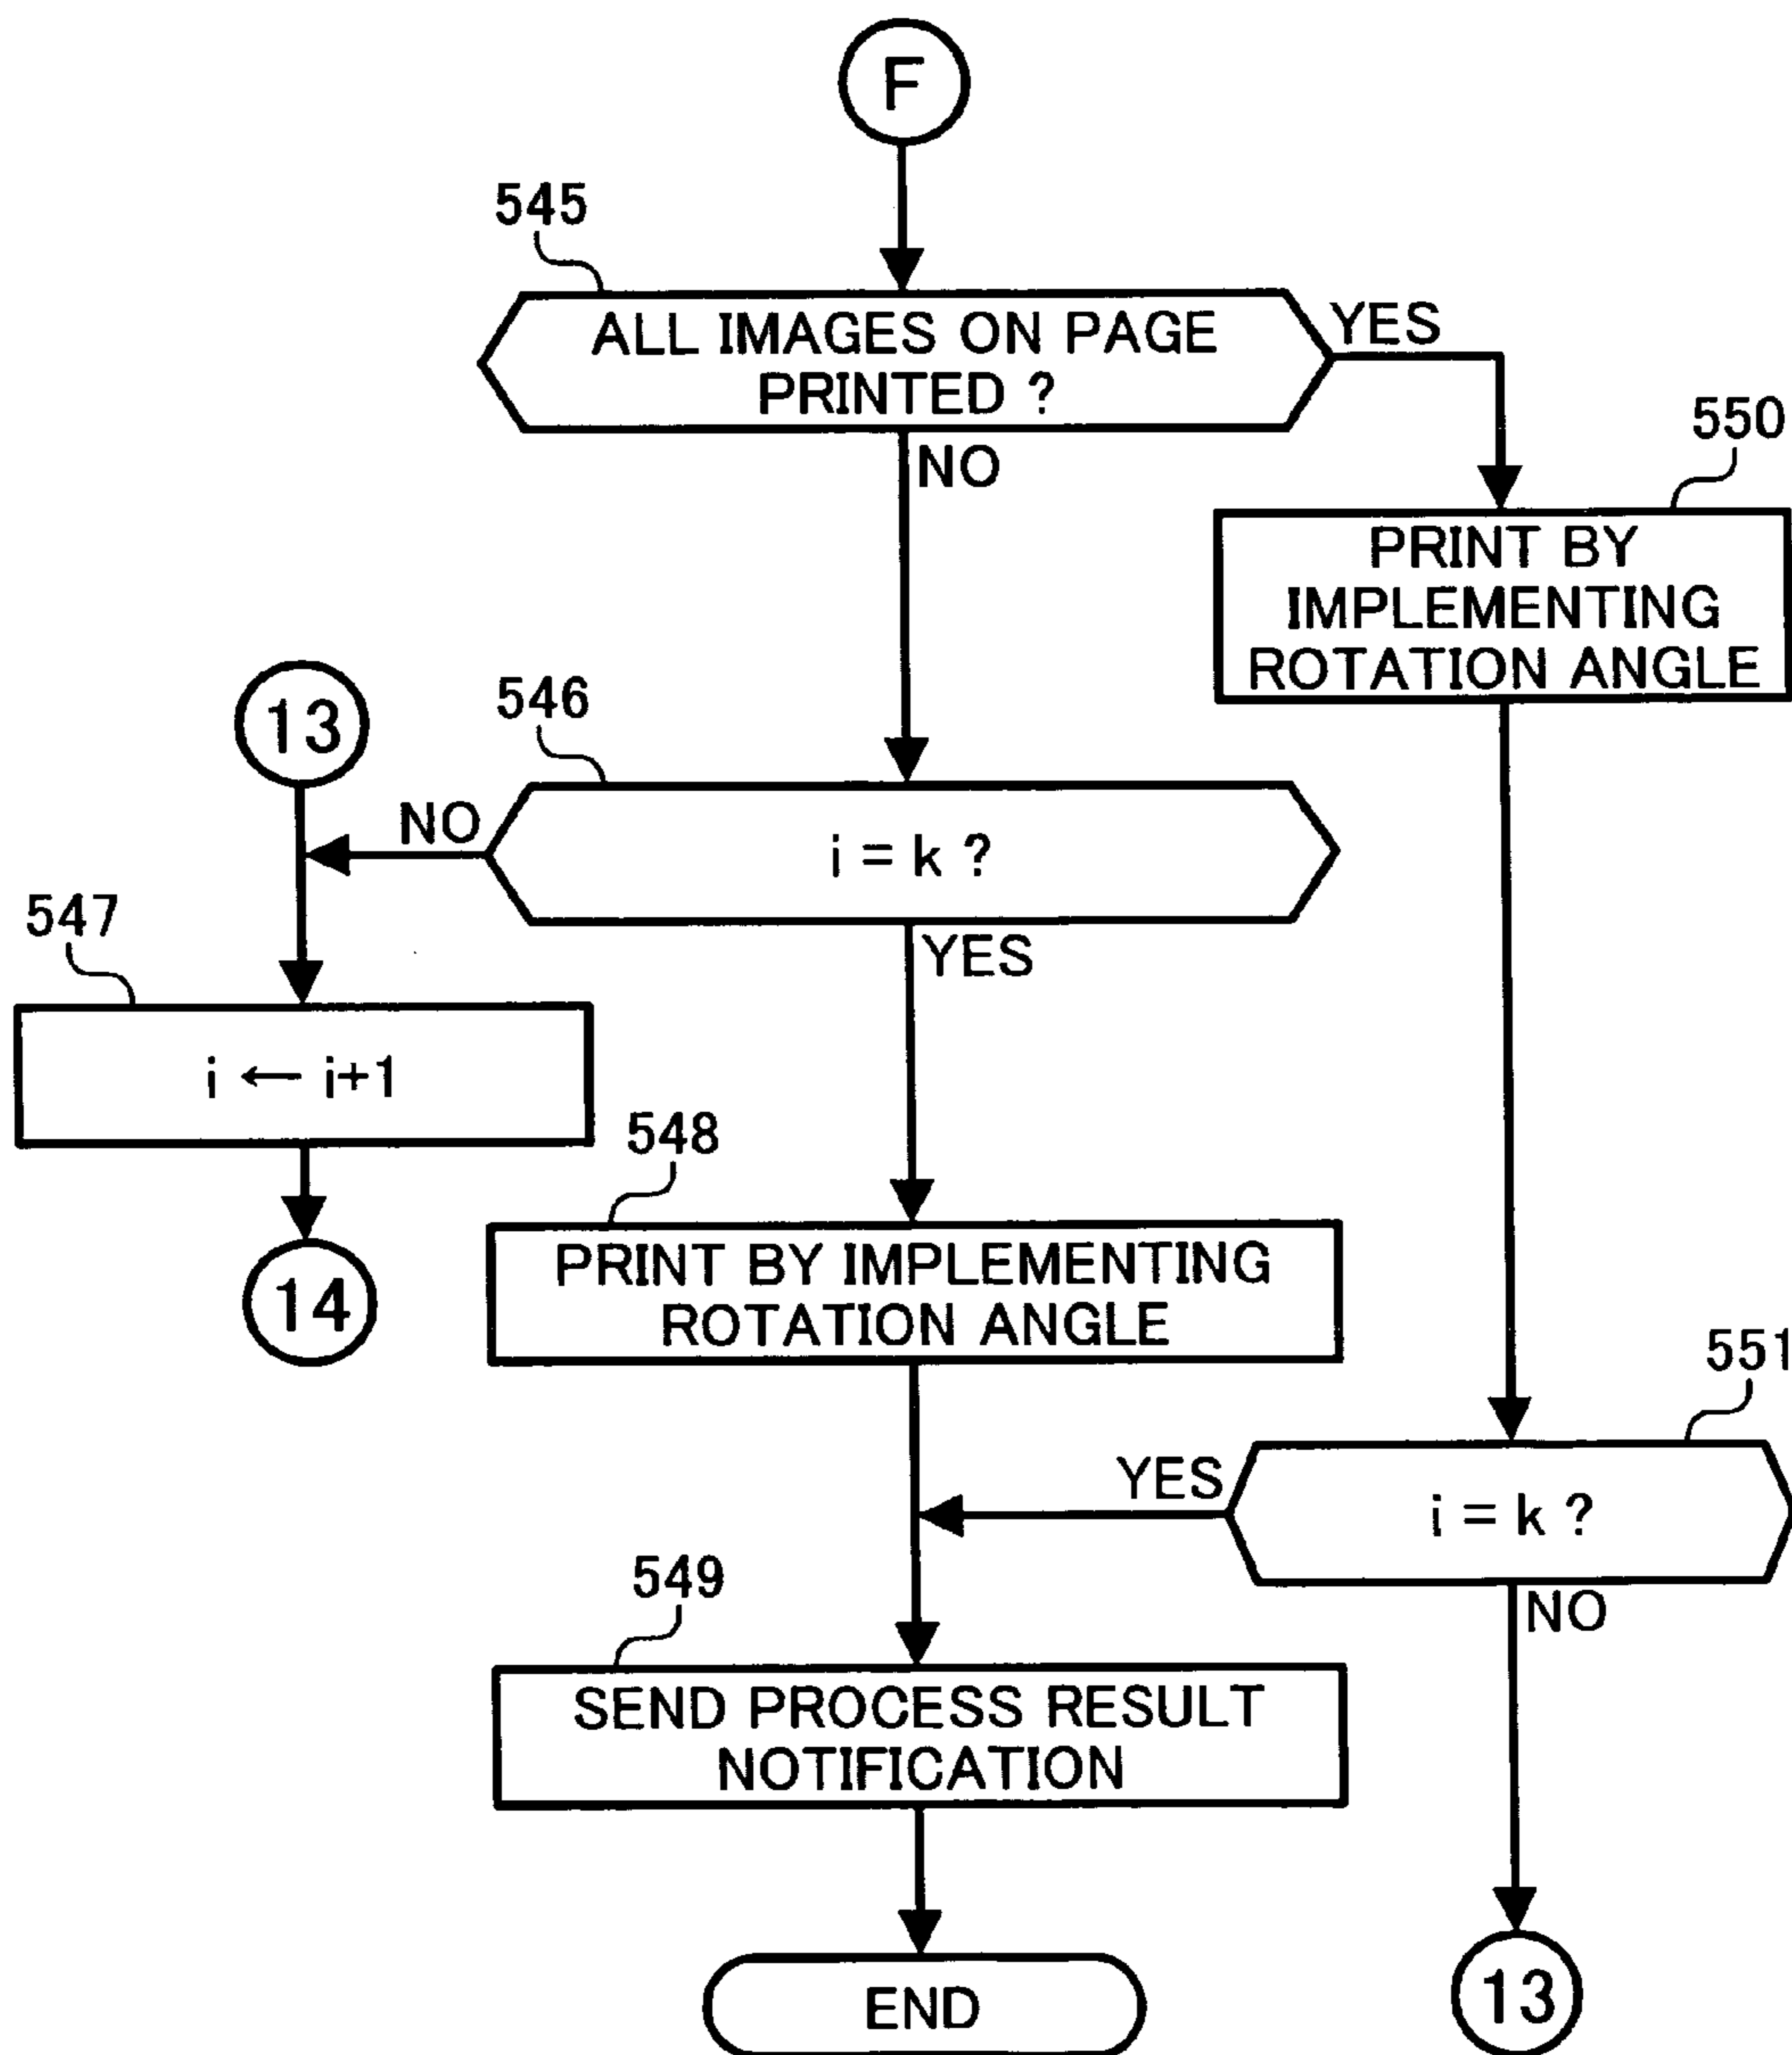 F
545
ALL IMAGES ON PAGE
PRINTED ?
YES
NO
550
PRINT BY
IMPLEMENTING
ROTATION ANGLE
13
546
NO
i = k ?
YES
547
i ← i+1
14
548
PRINT BY IMPLEMENTING
ROTATION ANGLE
551
YES
i = k ?
NO
549
SEND PROCESS RESULT
NOTIFICATION
END
13